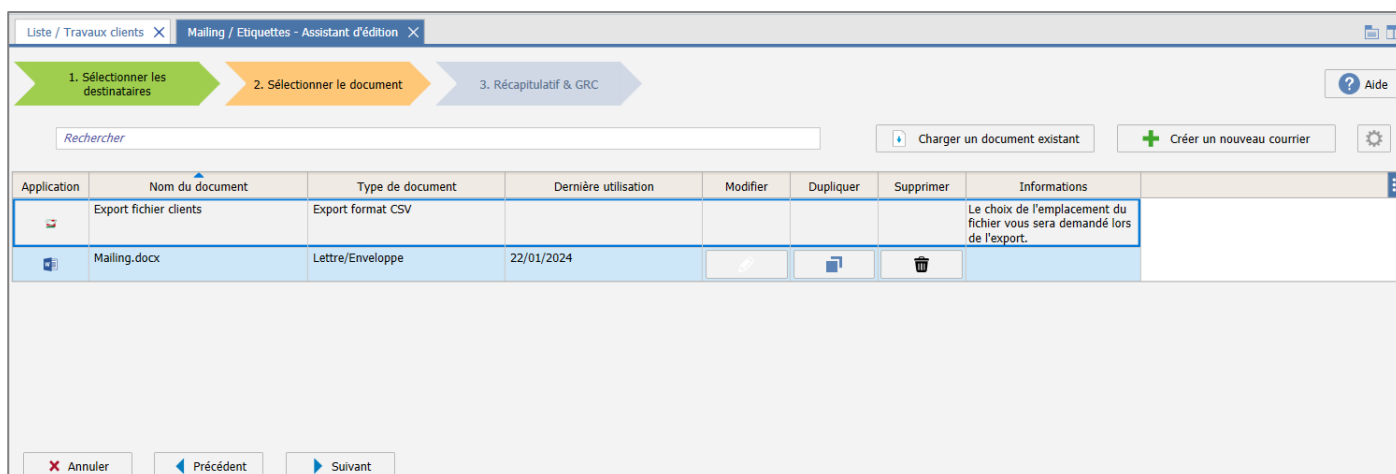 Liste / Travaux clients
Mailing / Etiquettes - Assistant d'édition
1. Sélectionner les
destinataires
2. Sélectionner le document
3. Récapitulatif & GRC
Aide
Rechercher
Charger un document existant
Créer un nouveau courrier
Application Nom du document Type de document Dernière utilisation Modifier Dupliquer Supprimer Informations
Export fichier clients Export format CSV Le choix de l'emplacement du
fichier vous sera demandé lors
de l'export.
Mailing.docx Lettre/Enveloppe 22/01/2024
Annuler Précédent Suivant